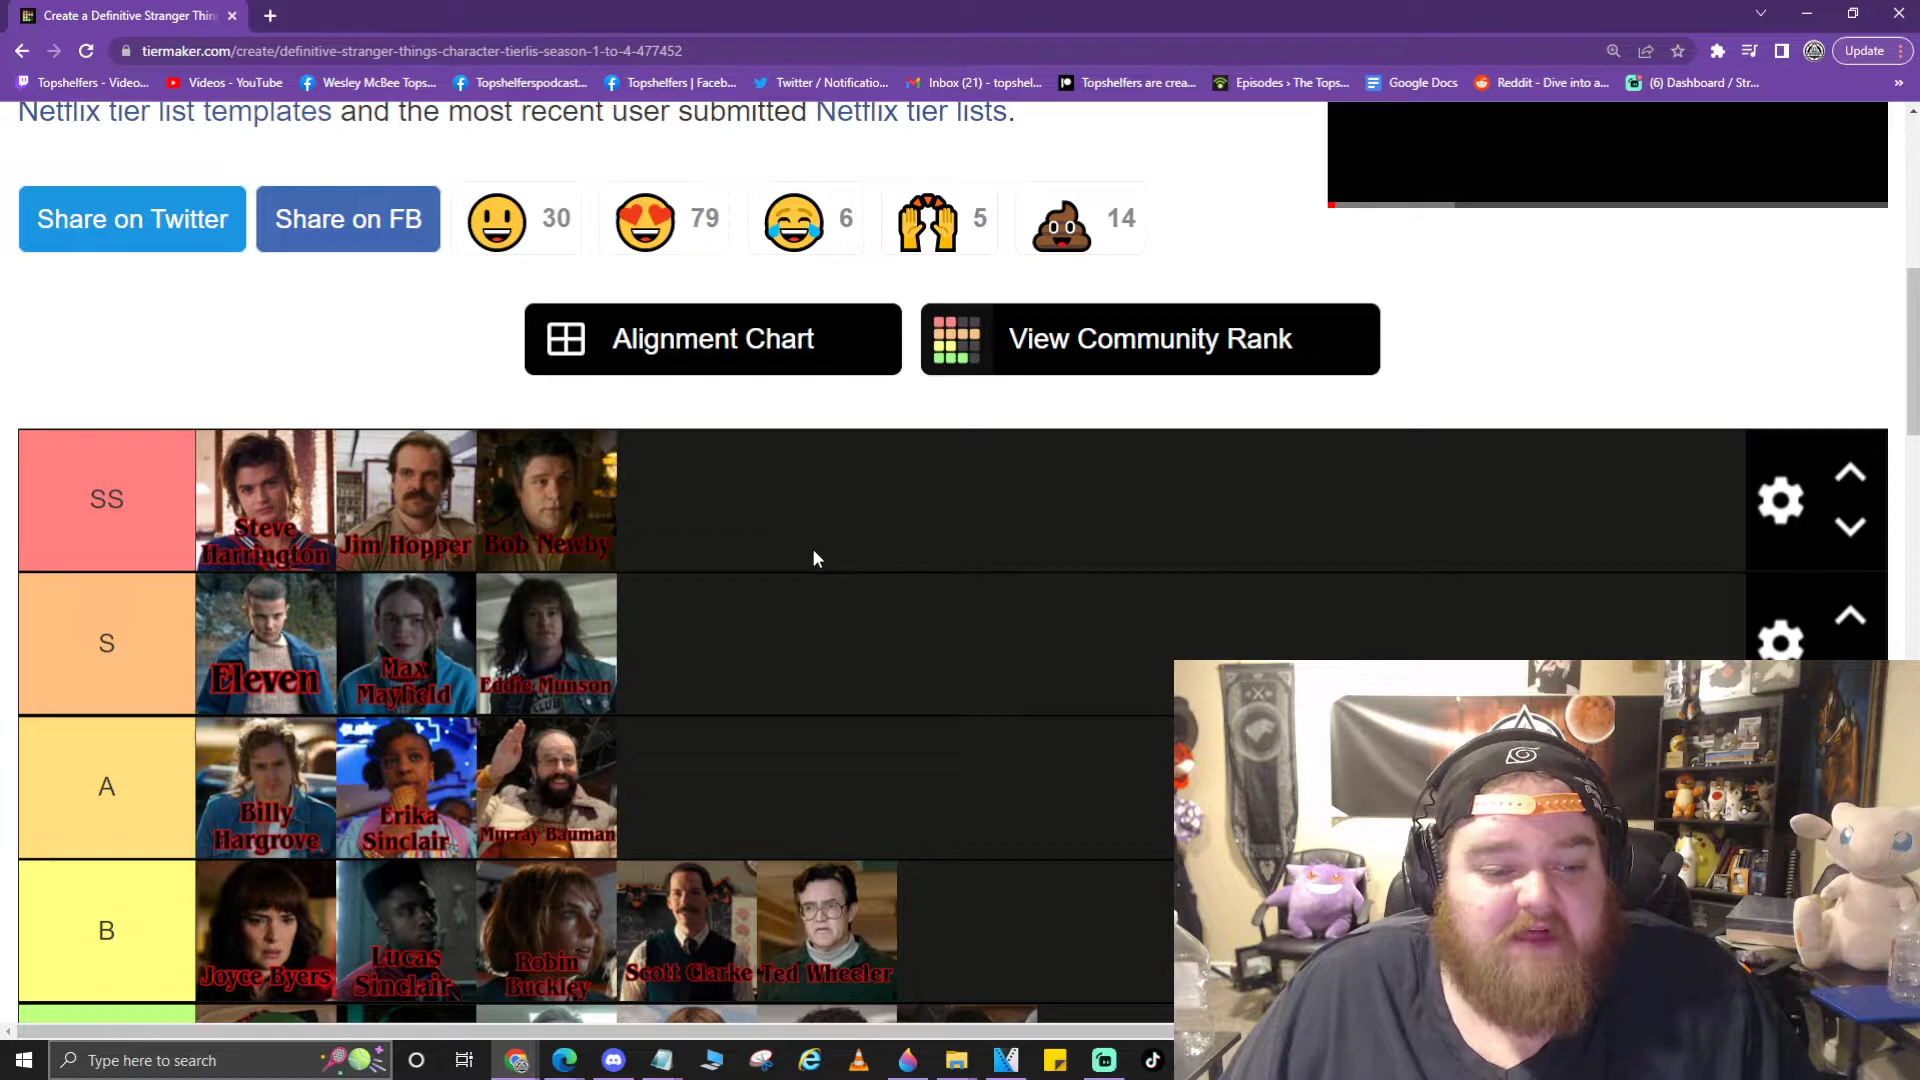 Create a Definitive Stranger Thin
tiermaker.com/create/definitive-stranger-things-character-tierlis-season-1-to-4-477452
Update
Topshelfers - Video...
Videos - YouTube
Wesley McBee Tops...
Topshelferspodcast...
Topshelfers | Faceb...
Twitter / Notificatio...
Inbox (21) - topshel...
Topshelfers are crea...
Episodes › The Tops...
Google Docs
Reddit - Dive into a...
(6) Dashboard / Str...
»
Netflix tier list templates and the most recent user submitted Netflix tier lists.
Share on Twitter
Share on FB
30
79
6
5
14
Alignment Chart
View Community Rank
SS
Steve
Harrington
Jim Hopper
Bob Newby
S
Eleven
Max
Mayfield
Eddie Munson
A
Billy
Hargrove
Erika
Sinclair
Murray Bauman
B
Joyce Byers
Lucas
Sinclair
Robin
Buckley
Scott Clarke
Ted Wheeler
Type here to search